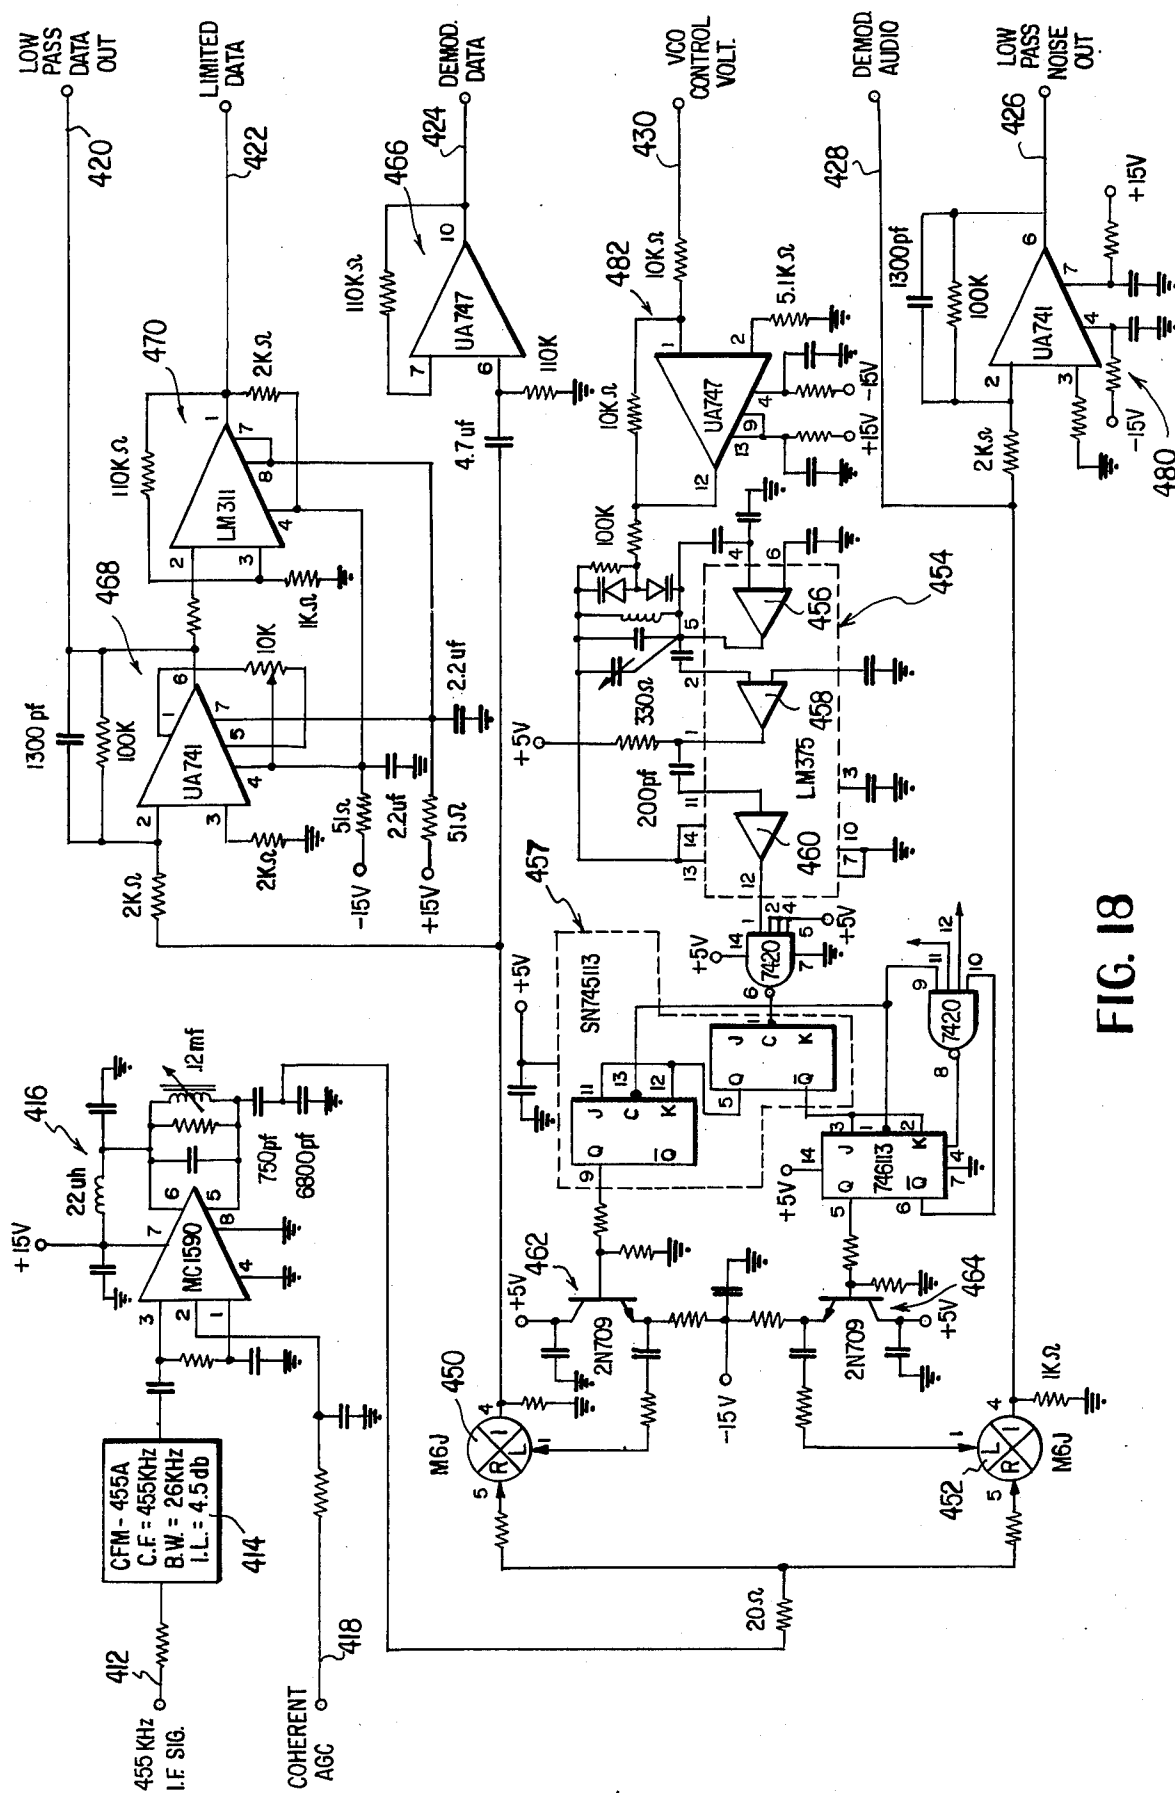 455 KHz
I.F. SIG.
412
CFM-455A
C.F. = 455KHz
B.W. = 26KHz
I.L. = 4.5db
414
COHERENT
AGC
418
+15V
22uh
416
3
2
1
MC1590
7
6
5
8
4
.12mf
750pf
6800pf
2KΩ
1300 pf
100K
468
2
3
UA741
1
6
7
5
4
10K
2KΩ
-15V
51Ω
2.2uf
+15V
51Ω
2.2uf
110KΩ
470
2
3
LM311
1
7
8
4
2KΩ
1KΩ
420
LOW
PASS
DATA
OUT
422
LIMITED
DATA
4.7uf
110K
110KΩ
466
7
6
UA747
10
424
DEMOD.
DATA
20Ω
M6J
450
5
R
L
I
4
1
+5V
462
2N709
-15V
2N709
464
+5V
M6J
452
5
R
L
I
4
1
1KΩ
+5V
457
SN745113
9
Q
Q̅
J
C
K
11
13
12
5
Q
Q̅
J
C
K
1
+5V
14
5
6
Q
Q̅
746113
J
K
3
1
2
4
7
8
7420
9
11
12
10
+5V
14
6
7420
7
1
2
4
5
+5V
12
13
14
11
200pf
460
+5V
330Ω
1
2
458
5
4
6
456
LM375
7
10
3
454
100K
10KΩ
482
10KΩ
12
UA747
1
2
13
9
4
5.1KΩ
+15V
-15V
430
VCO
CONTROL
VOLT.
428
DEMOD.
AUDIO
2KΩ
1300pf
100K
2
3
UA741
6
7
4
-15V
+15V
480
426
LOW
PASS
NOISE
OUT
FIG. 18